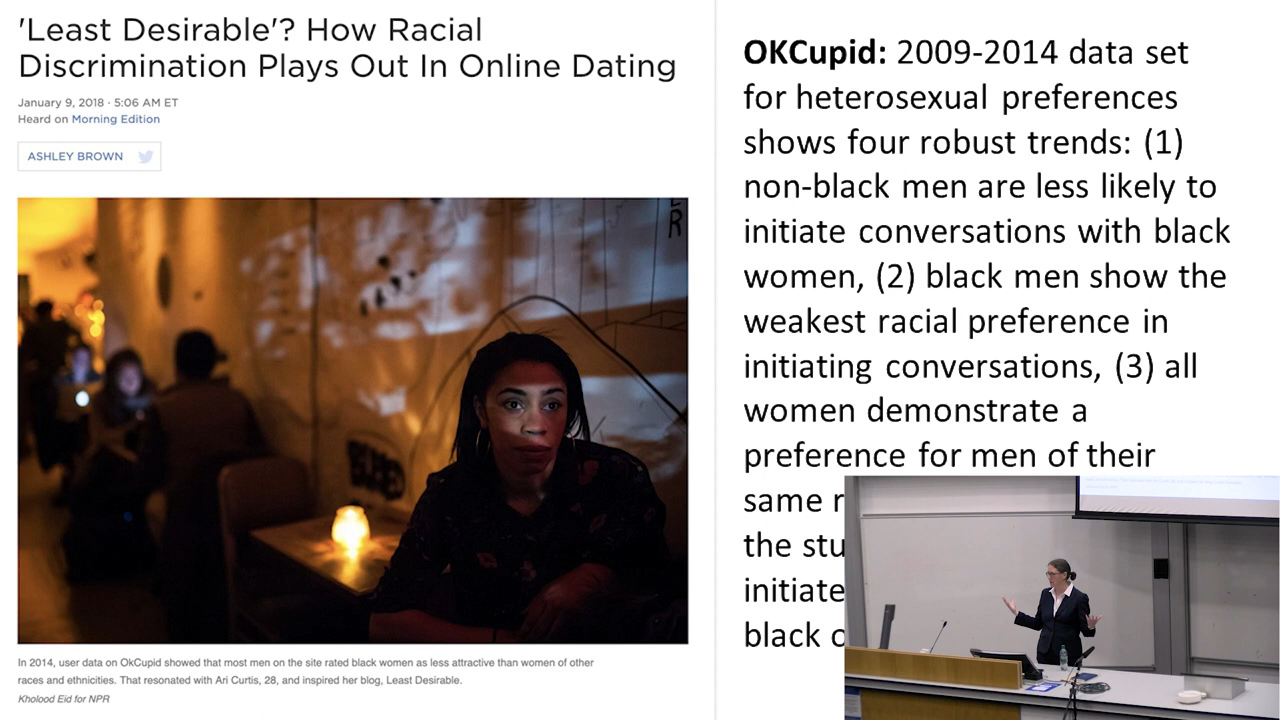 'Least Desirable'? How Racial
Discrimination Plays Out In Online Dating
January 9, 2018 · 5:06 AM ET
Heard on Morning Edition
ASHLEY BROWN
R
In 2014, user data on OkCupid showed that most men on the site rated black women as less attractive than women of other
races and ethnicities. That resonated with Ari Curtis, 28, and inspired her blog, Least Desirable.
Kholood Eid for NPR
OKCupid: 2009-2014 data set
for heterosexual preferences
shows four robust trends: (1)
non-black men are less likely to
initiate conversations with black
women, (2) black men show the
weakest racial preference in
initiating conversations, (3) all
women demonstrate a
preference for men of their
same
the
initiate
black